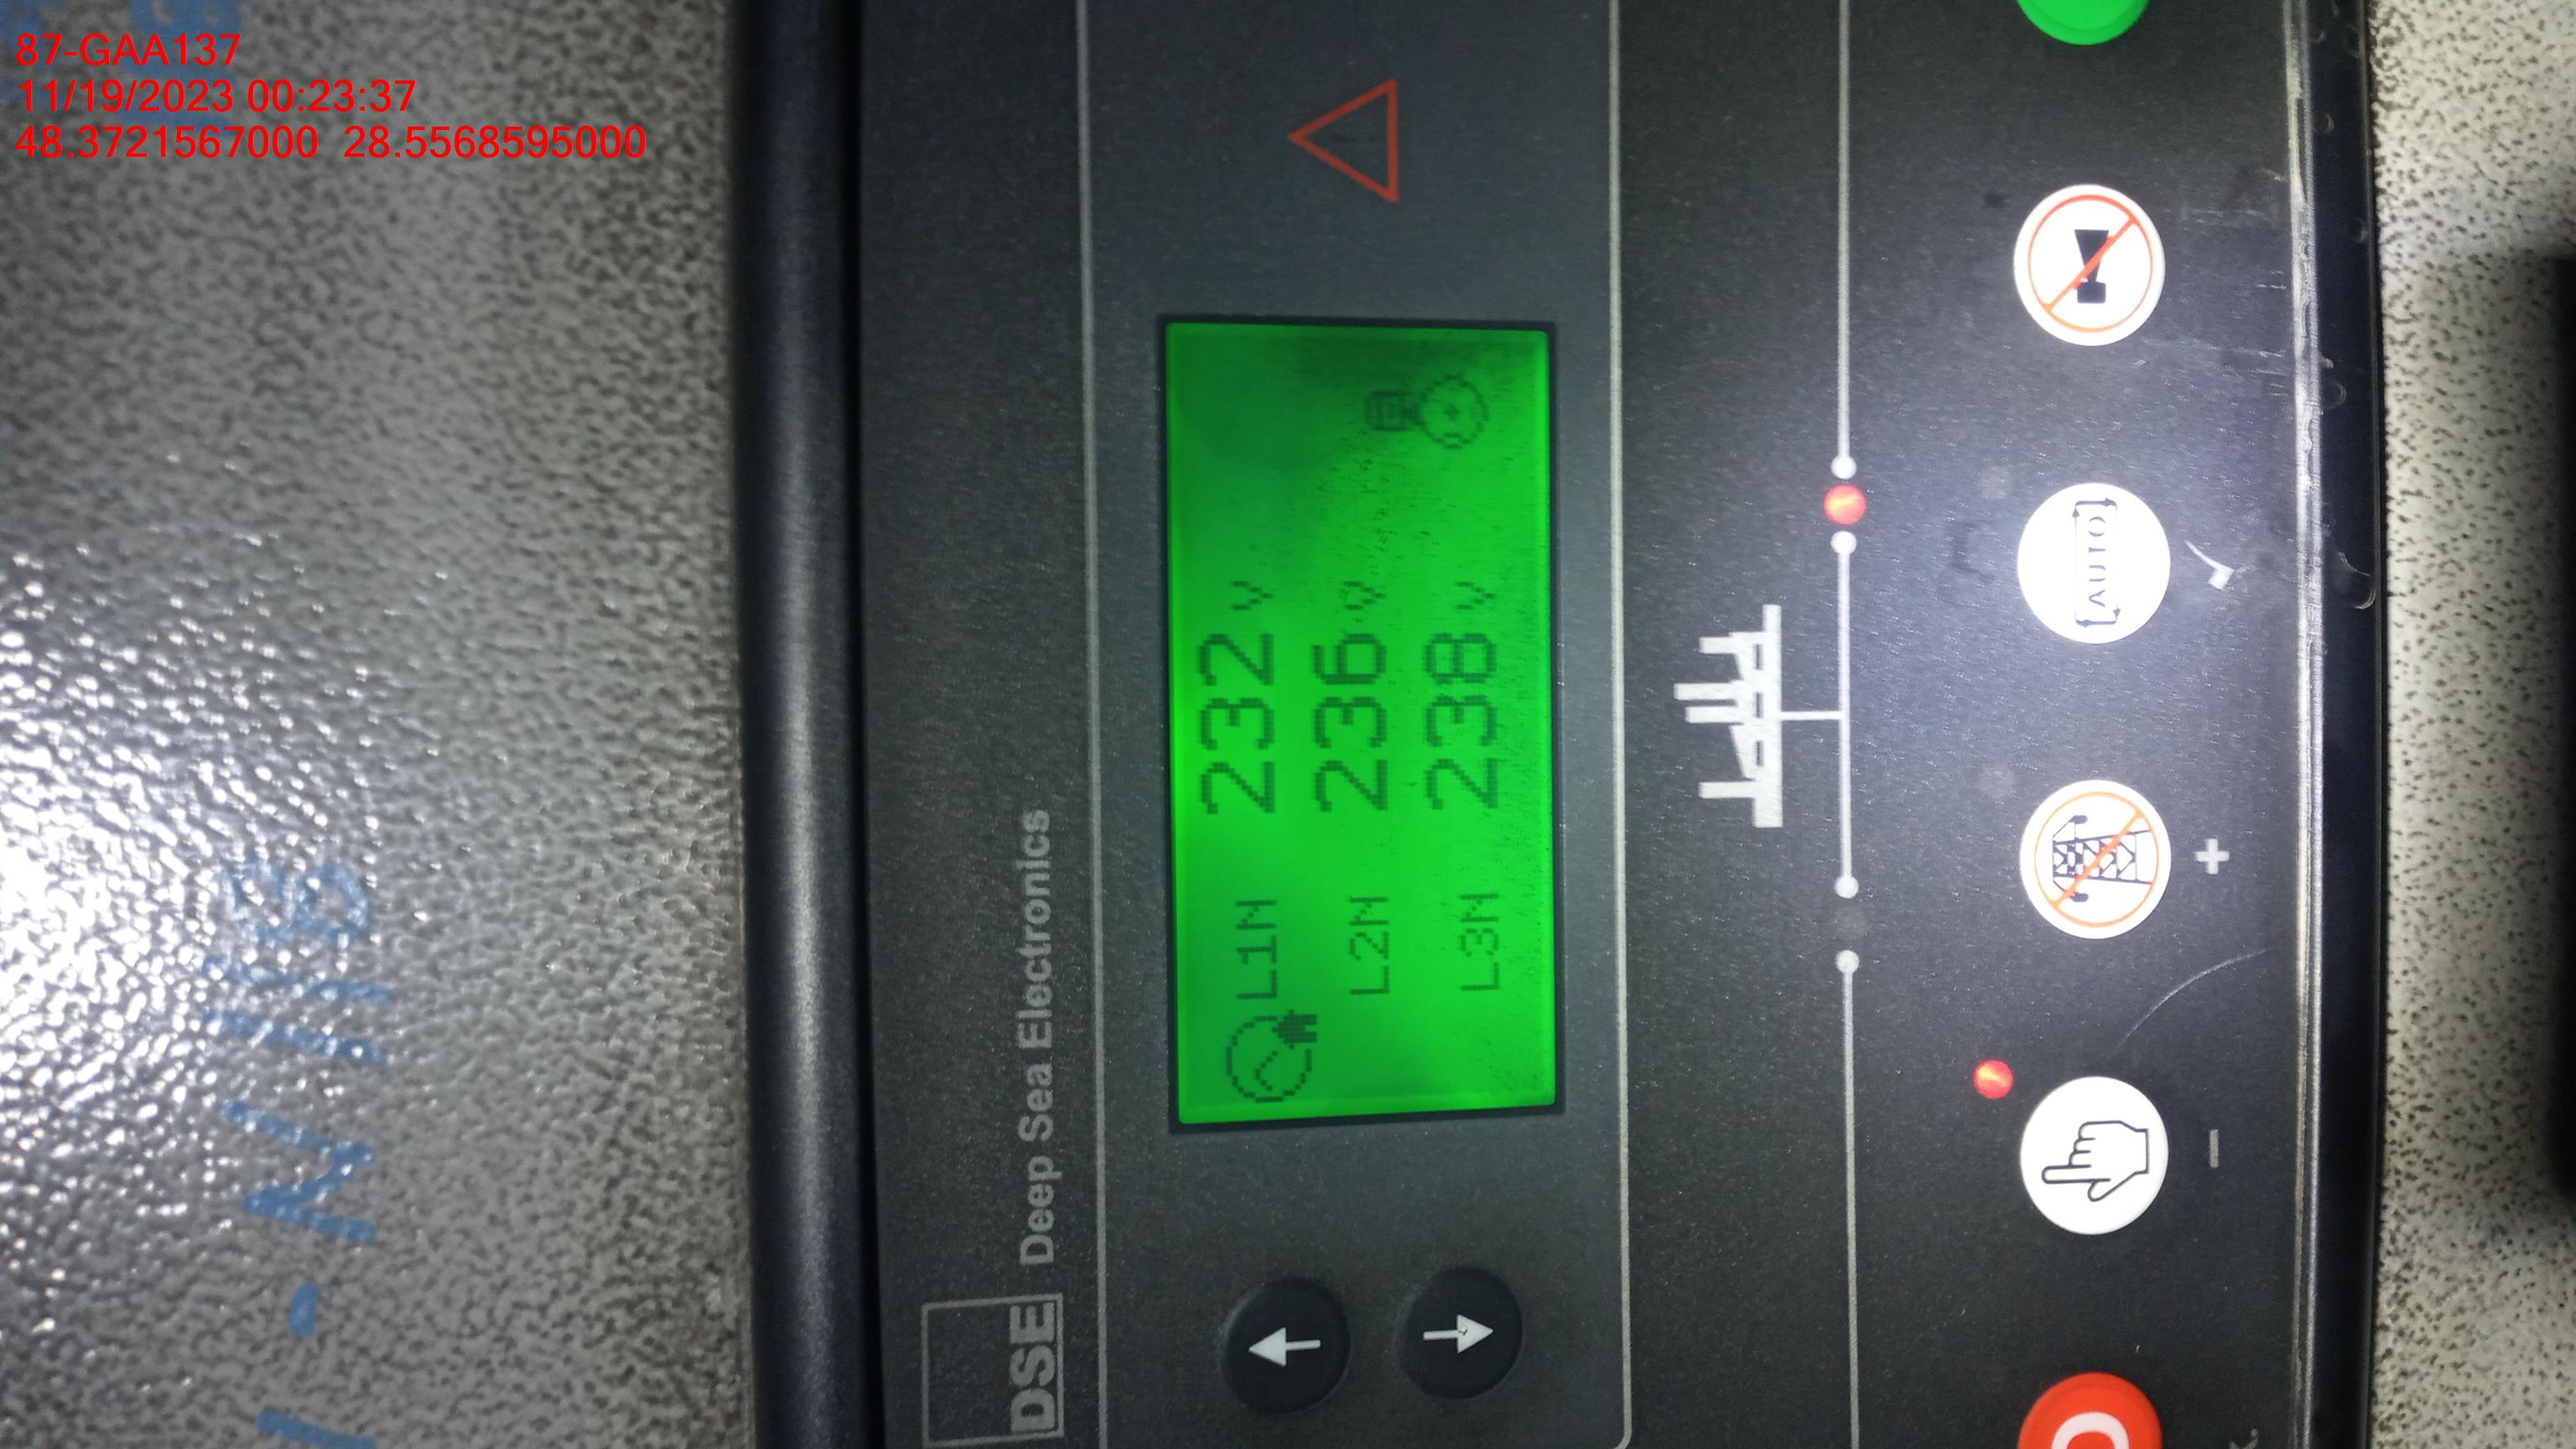 87-GAA137
11/19/2023 00:23:37
48.3721567000 28.5568595000
DSE Deep Sea Electronics
L1N 232 v
L2N 236 v
L3N 238 v
AUTO
+
-